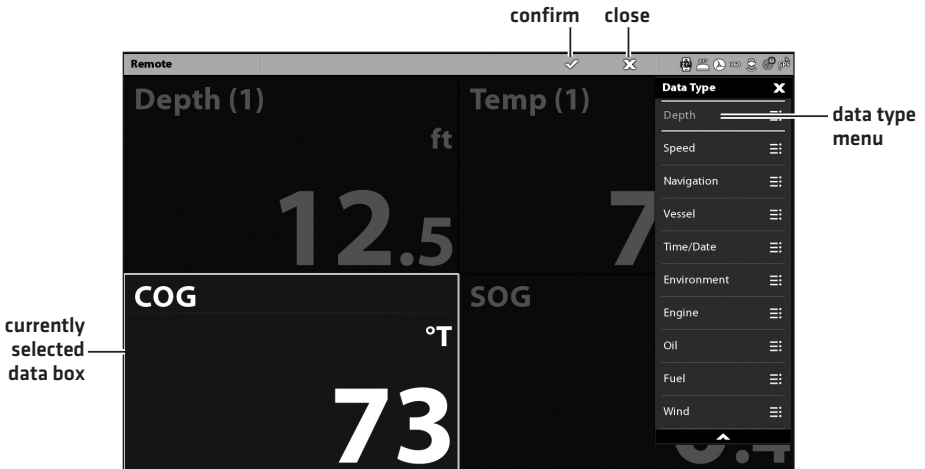 confirm close
Remote
Depth (1)
ft
12.5
Temp (1)
7
COG
°T
73
SOG
Data Type X
Depth
Speed
Navigation
Vessel
Time/Date
Environment
Engine
Oil
Fuel
Wind
data type
menu
currently
selected
data box